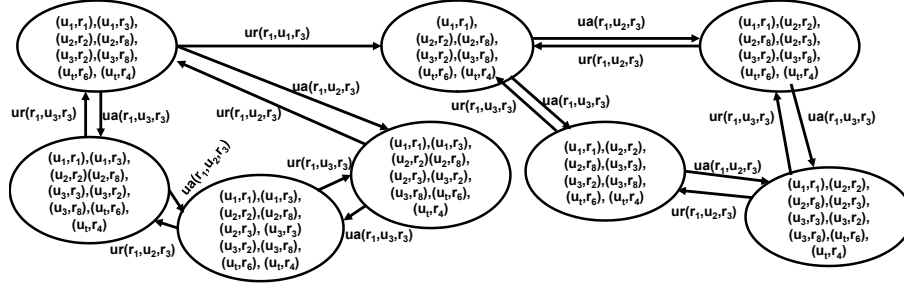 (u1,r1),(u1,r3),
(u2,r2),(u2,r8),
(u3,r2),(u3,r8),
(ut,r6), (ut,r4)
ur(r1,u1,r3)
(u1,r1),
(u2,r2),(u2,r8),
(u3,r2),(u3,r8),
(ut,r6), (ut,r4)
ua(r1,u2,r3)
ur(r1,u2,r3)
(u1,r1),(u2,r2),
(u2,r8),(u2,r3),
(u3,r2),(u3,r8),
(ut,r6), (ut,r4)
ur(r1,u3,r3)
ua(r1,u3,r3)
ua(r1,u2,r3)
ur(r1,u2,r3)
ur(r1,u3,r3)
ua(r1,u3,r3)
ur(r1,u3,r3)
ua(r1,u3,r3)
(u1,r1),(u1,r3),
(u2,r2)(u2,r8),
(u3,r3),(u3,r2),
(u3,r8),(ut,r6),
(ut,r4)
ua(r1,u2,r3)
ur(r1,u2,r3)
(u1,r1),(u1,r3),
(u2,r2),(u2,r8),
(u2,r3),(u3,r3)
(u3,r2),(u3,r8),
(ut,r6), (ut,r4)
ur(r1,u3,r3)
ua(r1,u3,r3)
(u1,r1),(u1,r3),
(u2,r2)(u2,r8),
(u2,r3),(u3,r2),
(u3,r8),(ut,r6),
(ut,r4)
(u1,r1),(u2,r2),
(u2,r8),(u3,r3),
(u3,r2),(u3,r8),
(ut,r6), (ut,r4)
ua(r1,u2,r3)
ur(r1,u2,r3)
(u1,r1),(u2,r2),
(u2,r8),(u2,r3),
(u3,r3),(u3,r2),
(u3,r8),(ut,r6),
(ut,r4)